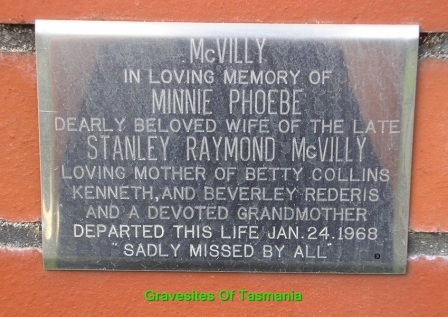 McVILLY
IN LOVING MEMORY OF
MINNIE PHOEBE
DEARLY BELOVED WIFE OF THE LATE
STANLEY RAYMOND McVILLY
LOVING MOTHER OF BETTY COLLINS
KENNETH, AND BEVERLEY REDERIS
AND A DEVOTED GRANDMOTHER
DEPARTED THIS LIFE JAN. 24. 1968
"SADLY MISSED BY ALL"
Gravesites Of Tasmania